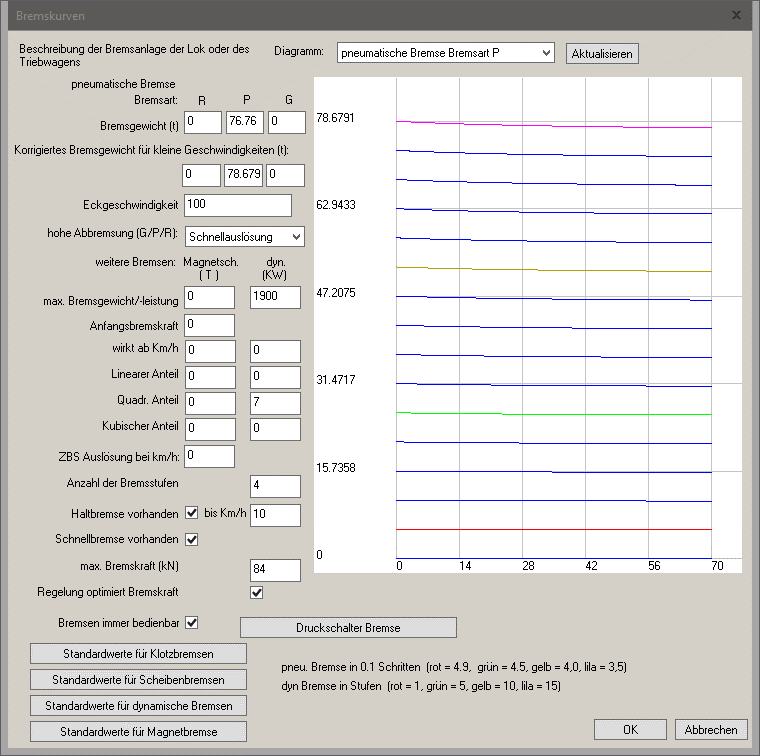 Bremskurven
Beschreibung der Bremsanlage der Lok oder des
Triebwagens
Diagramm: pneumatische Bremse Bremsart P Aktualisieren
pneumatische Bremse
Bremsart: R P G
Bremsgewicht (t) 0 76.76 0
Korrigiertes Bremsgewicht für kleine Geschwindigkeiten (t):
0 78.679 0
Eckgeschwindigkeit 100
hohe Abbremsung (G/P/R): Schnellauslösung
weitere Bremsen: Magnetsch. dyn.
( T ) (KW)
max. Bremsgewicht/-leistung 0 1900
Anfangsbremskraft 0
wirkt ab Km/h 0 0
Linearer Anteil 0 0
Quadr. Anteil 0 7
Kubischer Anteil 0 0
ZBS Auslösung bei km/h: 0
Anzahl der Bremsstufen 4
Haltbremse vorhanden bis Km/h 10
Schnellbremse vorhanden
max. Bremskraft (kN) 84
Regelung optimiert Bremskraft
Bremsen immer bedienbar
78.6791
62.9433
47.2075
31.4717
15.7358
0
0 14 28 42 56 70
Druckschalter Bremse
Standardwerte für Klotzbremsen
Standardwerte für Scheibenbremsen
Standardwerte für dynamische Bremsen
Standardwerte für Magnetbremse
pneu. Bremse in 0.1 Schritten (rot = 4.9, grün = 4.5, gelb = 4,0, lila = 3,5)
dyn Bremse in Stufen (rot = 1, grün = 5, gelb = 10, lila = 15)
OK Abbrechen